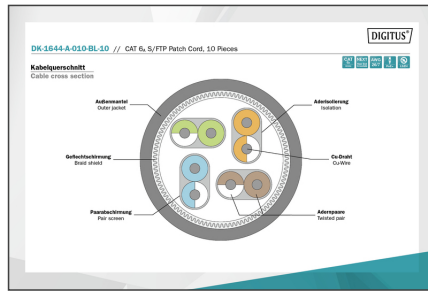 DIGITUS®
DK-1644-A-010-BL-10 // CAT 6A S/FTP Patch Cord, 10 Pieces
Kabelquerschnitt
Cable cross section
Außenmantel
Outer jacket
Aderisolierung
Isolation
Geflechtschirmung
Braid shield
Cu-Draht
Cu-Wire
Paarabschirmung
Pair screen
Adernpaare
Twisted pair